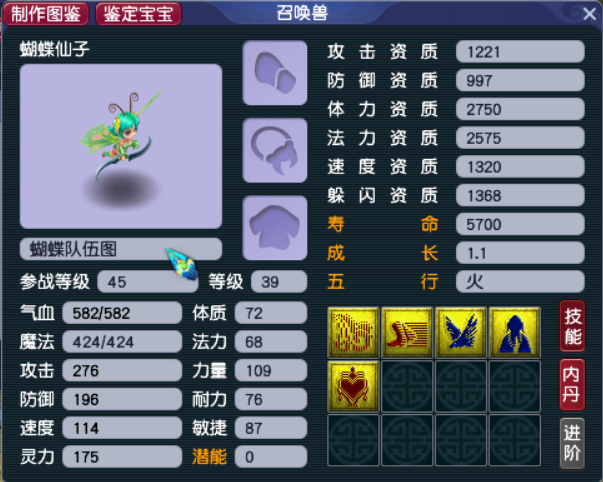 制作图鉴 鉴定宝宝 召唤兽
蝴蝶仙子
攻击资质 1221
防御资质 997
体力资质 2750
法力资质 2575
速度资质 1320
躲闪资质 1368
寿命 5700
蝴蝶队伍图
成长 1.1
参战等级 45 等级 39
五行 火
气血 582/582 体质 72
魔法 424/424 法力 68
攻击 276 力量 109
防御 196 耐力 76
速度 114 敏捷 87
灵力 175 潜能 0
技能
内丹
进阶